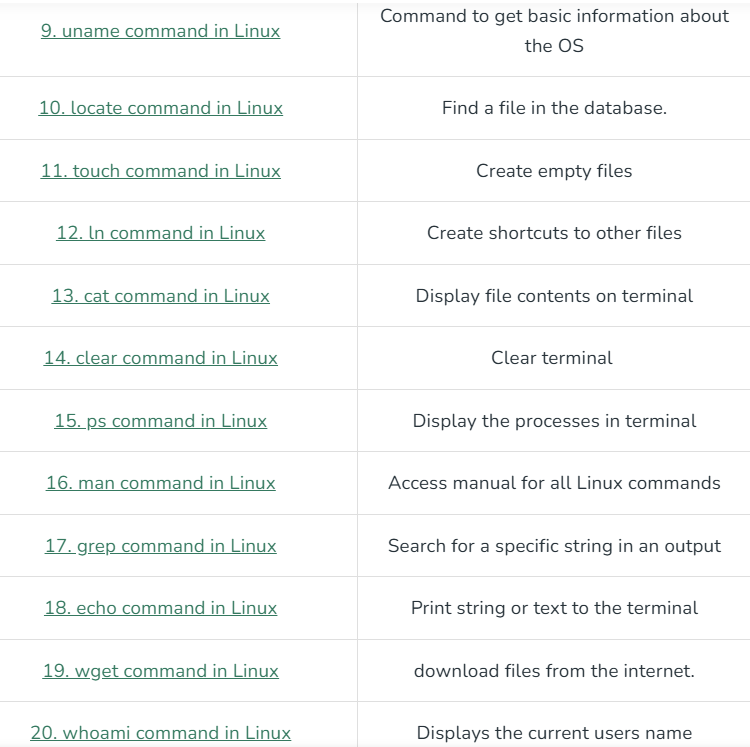 9. uname command in Linux
Command to get basic information about
the OS
10. locate command in Linux
Find a file in the database.
11. touch command in Linux
Create empty files
12. ln command in Linux
Create shortcuts to other files
13. cat command in Linux
Display file contents on terminal
14. clear command in Linux
Clear terminal
15. ps command in Linux
Display the processes in terminal
16. man command in Linux
Access manual for all Linux commands
17. grep command in Linux
Search for a specific string in an output
18. echo command in Linux
Print string or text to the terminal
19. wget command in Linux
download files from the internet.
20. whoami command in Linux
Displays the current users name